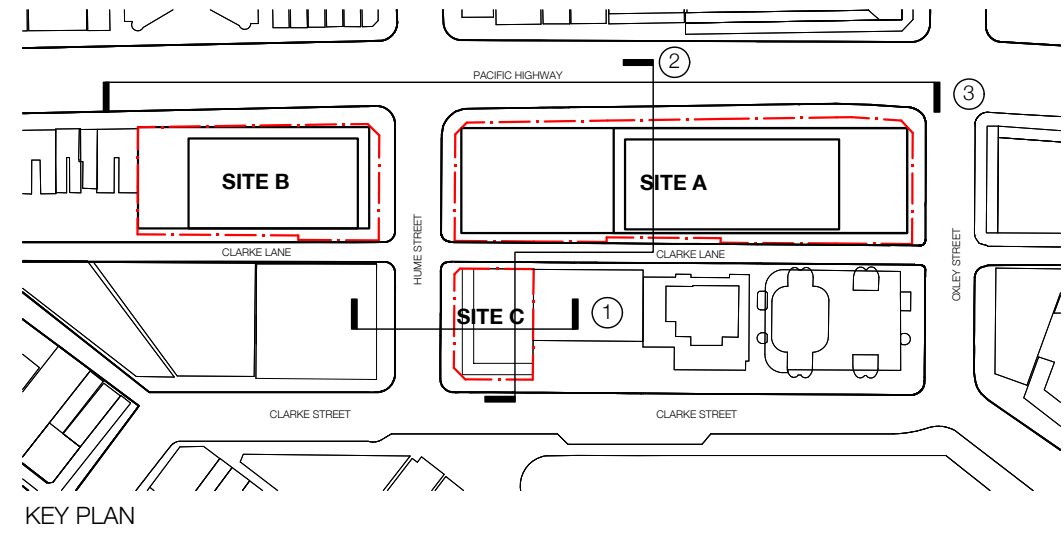 2
PACIFIC HIGHWAY
3
SITE B
SITE A
HUME STREET
CLARKE LANE
CLARKE LANE
OXLEY STREET
SITE C
1
CLARKE STREET
CLARKE STREET
KEY PLAN